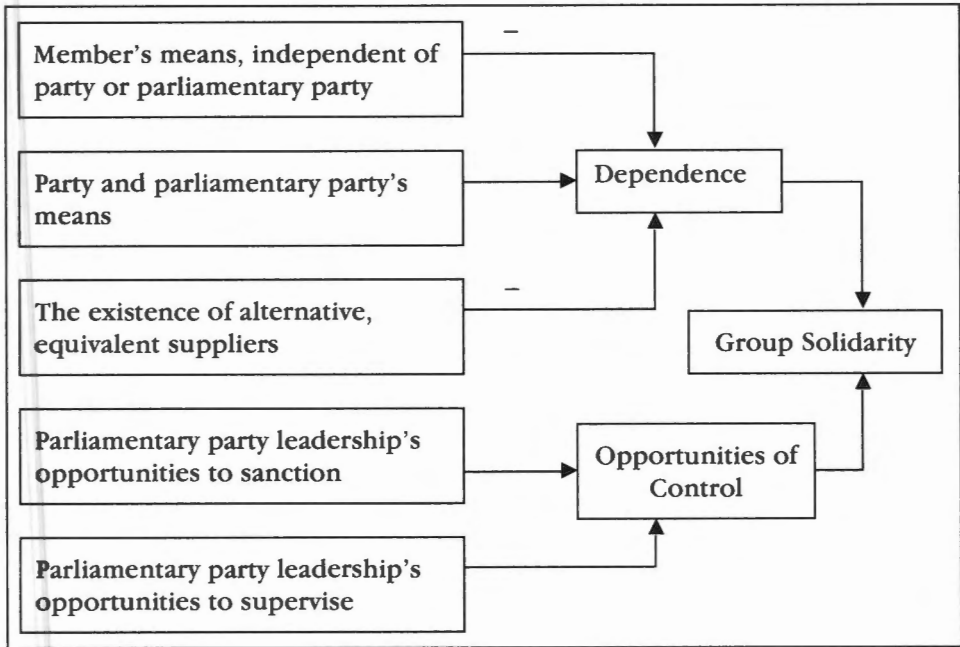 –
Member's means, independent of
party or parliamentary party
Party and parliamentary party's
means
Dependence
–
The existence of alternative,
equivalent suppliers
Group Solidarity
Parliamentary party leadership's
opportunities to sanction
Opportunities of
Control
Parliamentary party leadership's
opportunities to supervise